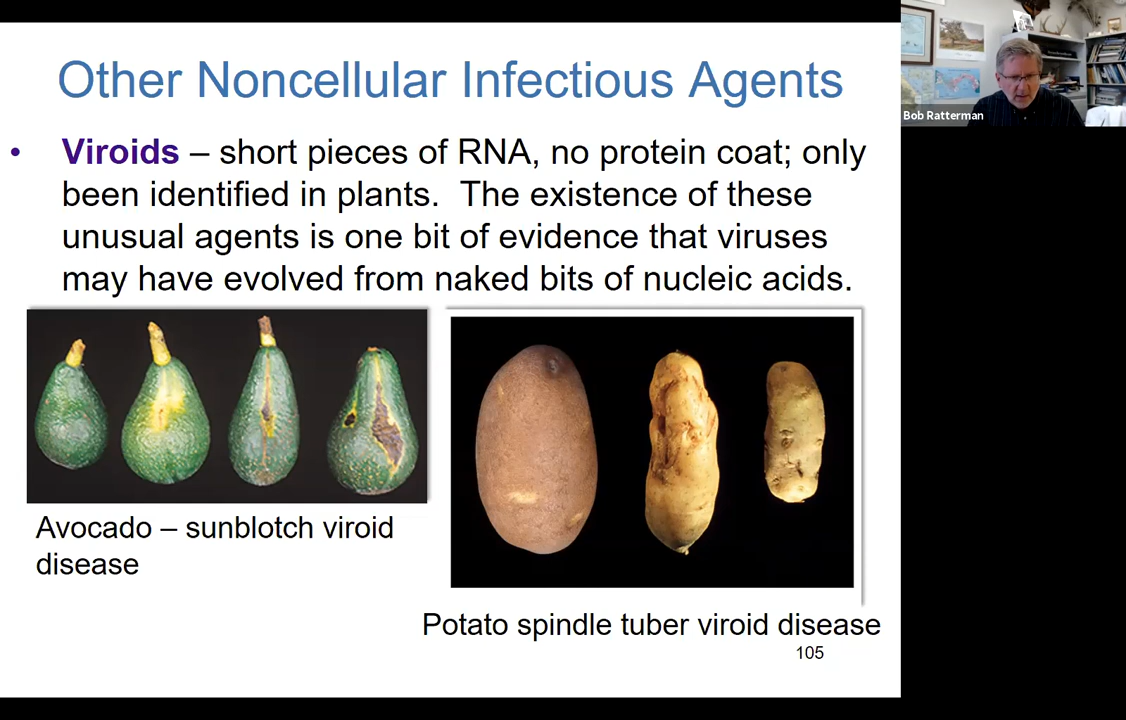 Other Noncellular Infectious Agents
• Viroids – short pieces of RNA, no protein coat; only
been identified in plants.  The existence of these
unusual agents is one bit of evidence that viruses
may have evolved from naked bits of nucleic acids.
Avocado – sunblotch viroid
disease
Potato spindle tuber viroid disease
105
Bob Ratterman